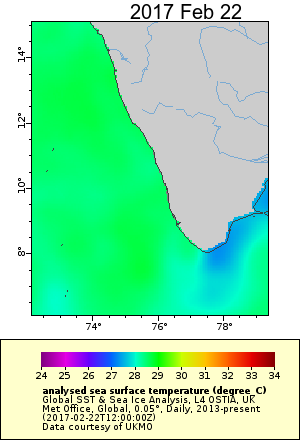 2017 Feb 22
14°
12°
10°
8°
74°
76°
78°
24 25 26 27 28 29 30 31 32 33 34
analysed sea surface temperature (degree_C)
Global SST & Sea Ice Analysis, L4 OSTIA, UK
Met Office, Global, 0.05°, Daily, 2013-present
(2017-02-22T12:00:00Z)
Data courtesy of UKMO